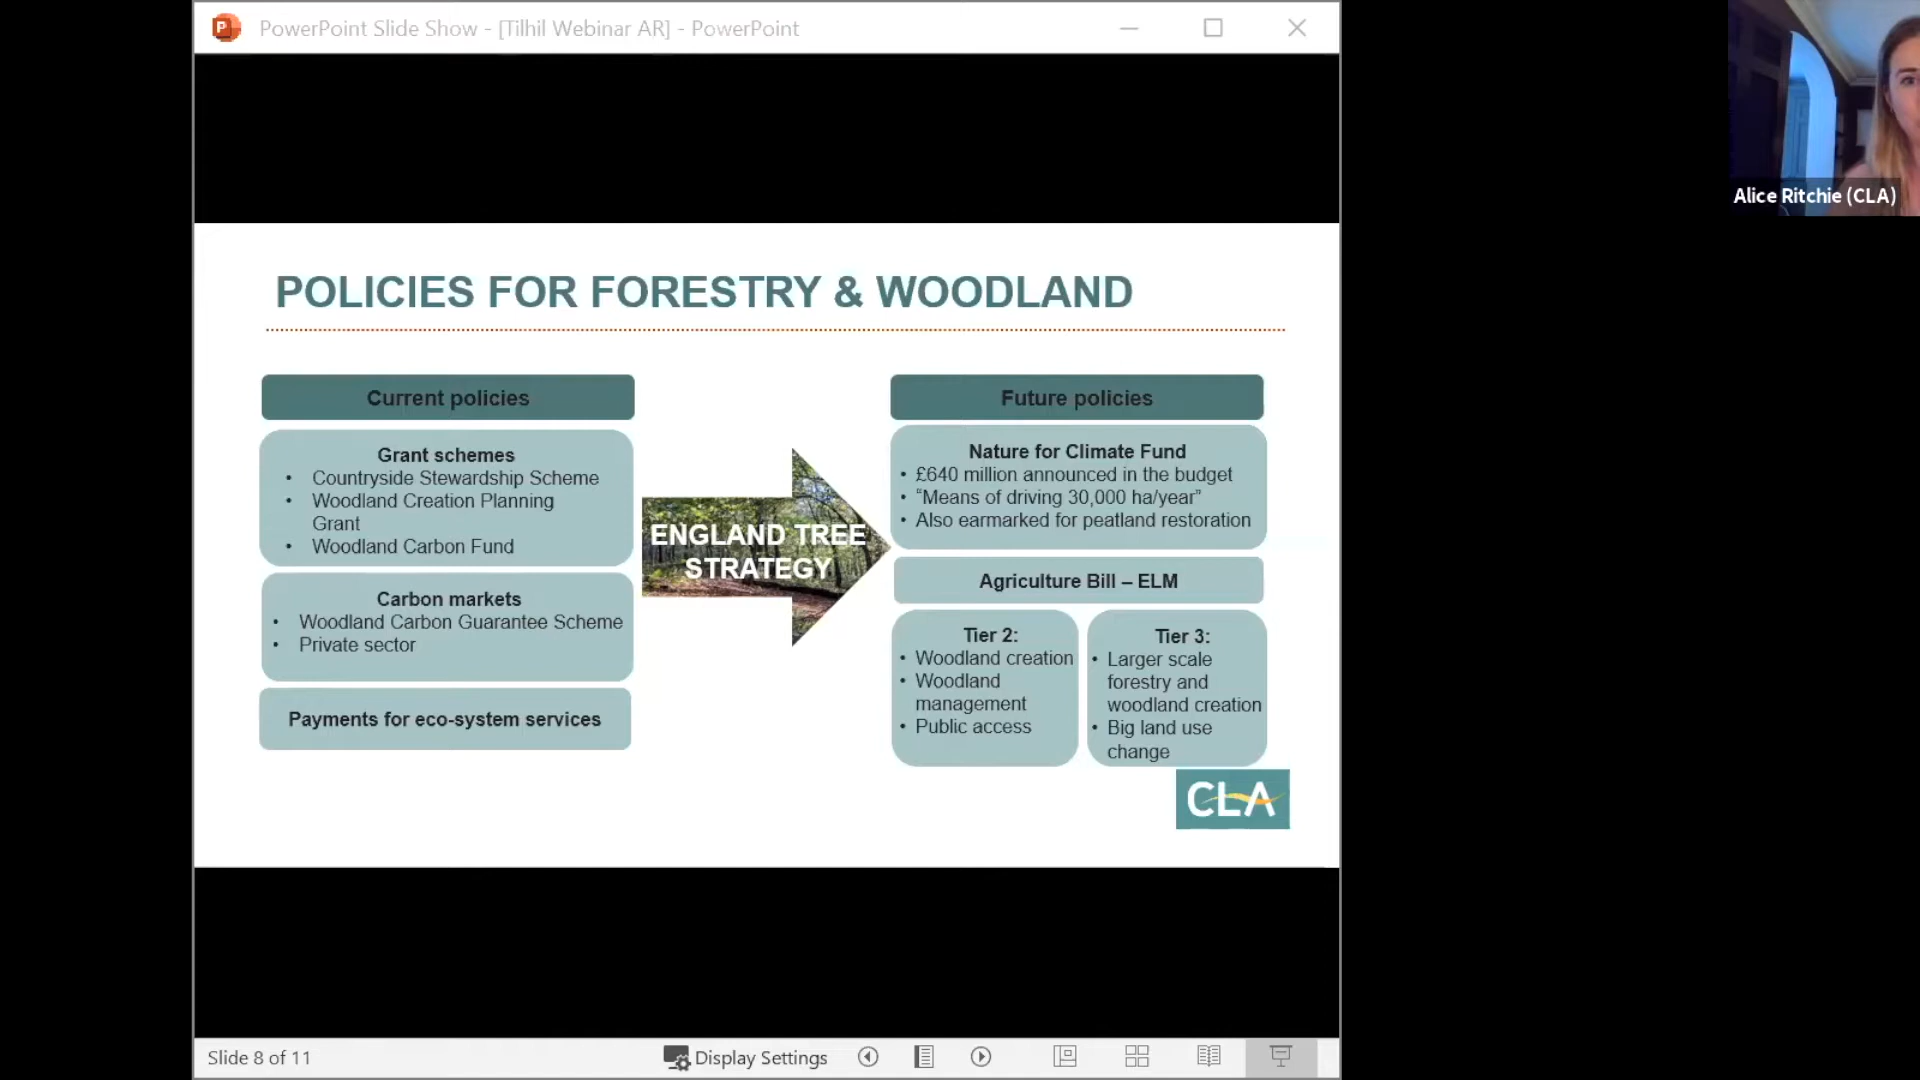 PowerPoint Slide Show - [Tilhil Webinar AR] - PowerPoint
Alice Ritchie (CLA)
POLICIES FOR FORESTRY & WOODLAND
Current policies
Grant schemes
• Countryside Stewardship Scheme
• Woodland Creation Planning
Grant
• Woodland Carbon Fund
Carbon markets
• Woodland Carbon Guarantee Scheme
• Private sector
Payments for eco-system services
ENGLAND TREE
STRATEGY
Future policies
Nature for Climate Fund
• £640 million announced in the budget
• “Means of driving 30,000 ha/year”
• Also earmarked for peatland restoration
Agriculture Bill – ELM
Tier 2:
• Woodland creation
• Woodland
management
• Public access
Tier 3:
• Larger scale
forestry and
woodland creation
• Big land use
change
CLA
Slide 8 of 11
Display Settings